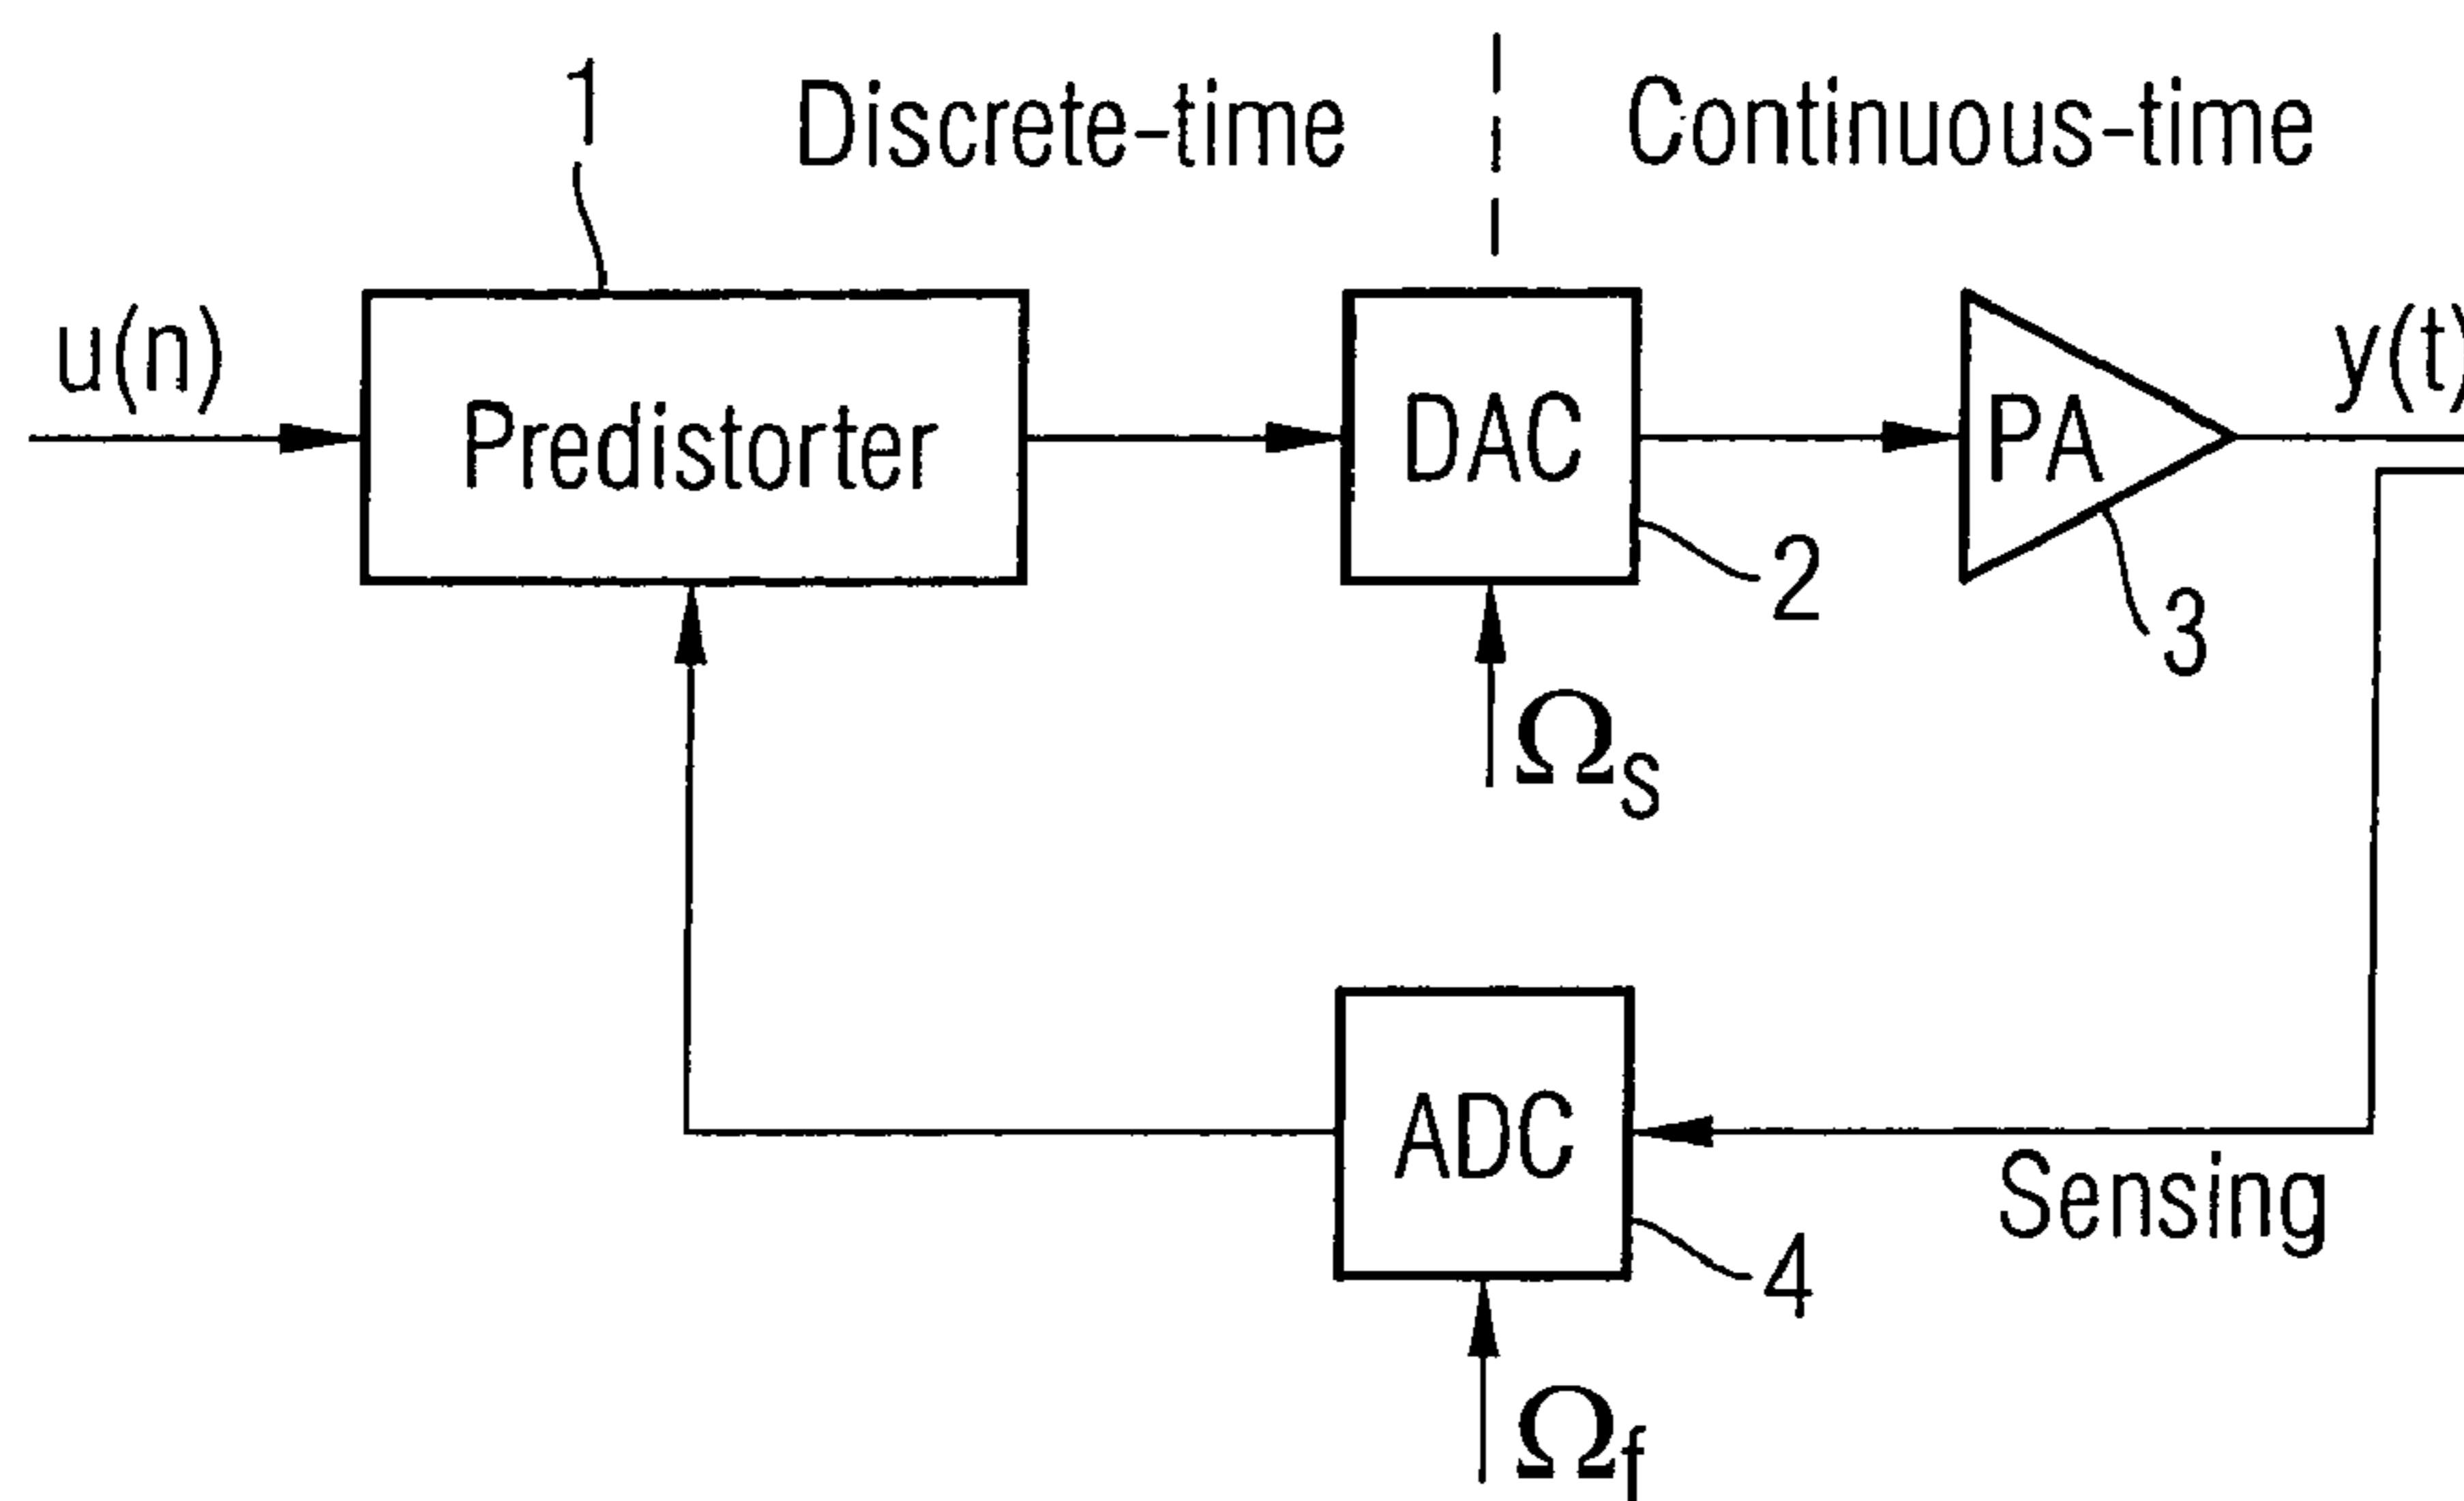 1
Discrete-time
Continuous-time
u(n)
Predistorter
DAC
PA
y(t)
2
3
Ωs
ADC
Sensing
4
Ωf